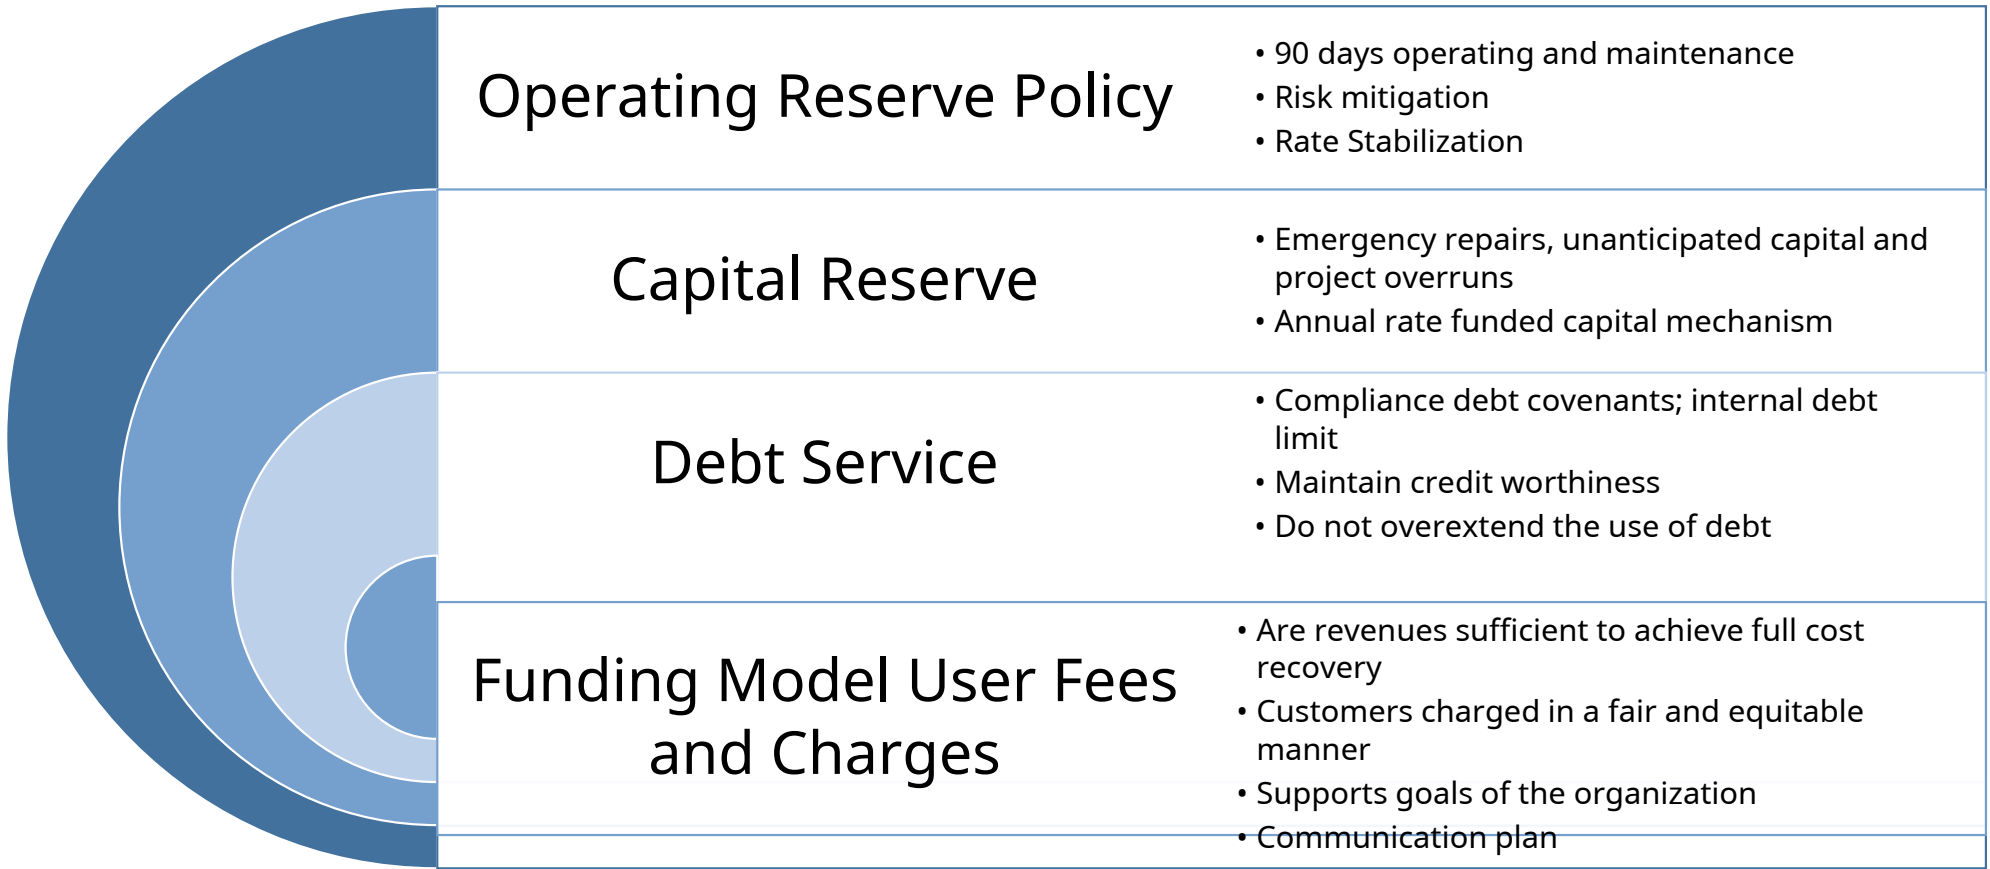 Operating Reserve Policy
• 90 days operating and maintenance
• Risk mitigation
• Rate Stabilization
Capital Reserve
• Emergency repairs, unanticipated capital and
project overruns
• Annual rate funded capital mechanism
Debt Service
• Compliance debt covenants; internal debt
limit
• Maintain credit worthiness
• Do not overextend the use of debt
Funding Model User Fees
and Charges
• Are revenues sufficient to achieve full cost
recovery
• Customers charged in a fair and equitable
manner
• Supports goals of the organization
• Communication plan